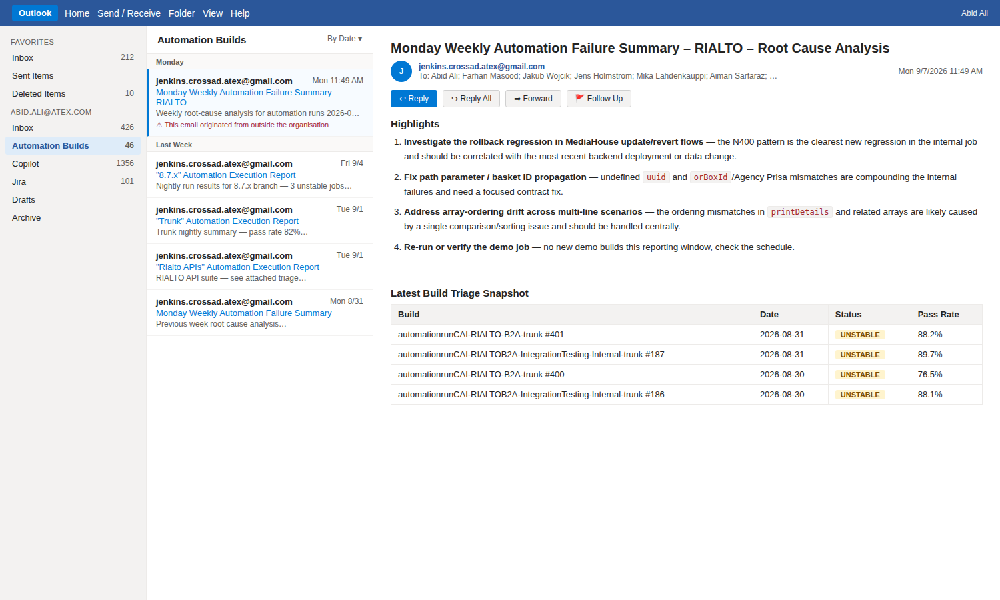 Outlook Home Send / Receive Folder View Help Abid Ali
FAVORITES
Inbox 212
Sent Items
Deleted Items 10
ABID.ALI@ATEX.COM
Inbox 426
Automation Builds 46
Copilot 1356
Jira 101
Drafts
Archive
Automation Builds By Date ▾
Monday
jenkins.crossad.atex@gmail.com Mon 11:49 AM
Monday Weekly Automation Failure Summary –
RIALTO
Weekly root-cause analysis for automation runs 2026-0…
⚠ This email originated from outside the organisation
Last Week
jenkins.crossad.atex@gmail.com Fri 9/4
"8.7.x" Automation Execution Report
Nightly run results for 8.7.x branch — 3 unstable jobs…
jenkins.crossad.atex@gmail.com Tue 9/1
"Trunk" Automation Execution Report
Trunk nightly summary — pass rate 82%…
jenkins.crossad.atex@gmail.com Tue 9/1
"Rialto APIs" Automation Execution Report
RIALTO API suite — see attached triage…
jenkins.crossad.atex@gmail.com Mon 8/31
Monday Weekly Automation Failure Summary
Previous week root cause analysis…
Monday Weekly Automation Failure Summary – RIALTO – Root Cause Analysis
J
jenkins.crossad.atex@gmail.com
To: Abid Ali; Farhan Masood; Jakub Wojcik; Jens Holmstrom; Mika Lahdenkauppi; Aiman Sarfaraz; …
Mon 9/7/2026 11:49 AM
↩ Reply ↪ Reply All ➡ Forward 🚩 Follow Up
Highlights
1. Investigate the rollback regression in MediaHouse update/revert flows — the N400 pattern is the clearest new regression in the internal job
and should be correlated with the most recent backend deployment or data change.
2. Fix path parameter / basket ID propagation — undefined uuid and orBoxId/Agency Prisa mismatches are compounding the internal
failures and need a focused contract fix.
3. Address array-ordering drift across multi-line scenarios — the ordering mismatches in printDetails and related arrays are likely caused
by a single comparison/sorting issue and should be handled centrally.
4. Re-run or verify the demo job — no new demo builds this reporting window, check the schedule.
Latest Build Triage Snapshot
Build Date Status Pass Rate
automationrunCAI-RIALTO-B2A-trunk #401 2026-08-31 UNSTABLE 88.2%
automationrunCAI-RIALTOB2A-IntegrationTesting-Internal-trunk #187 2026-08-31 UNSTABLE 89.7%
automationrunCAI-RIALTO-B2A-trunk #400 2026-08-30 UNSTABLE 76.5%
automationrunCAI-RIALTOB2A-IntegrationTesting-Internal-trunk #186 2026-08-30 UNSTABLE 88.1%